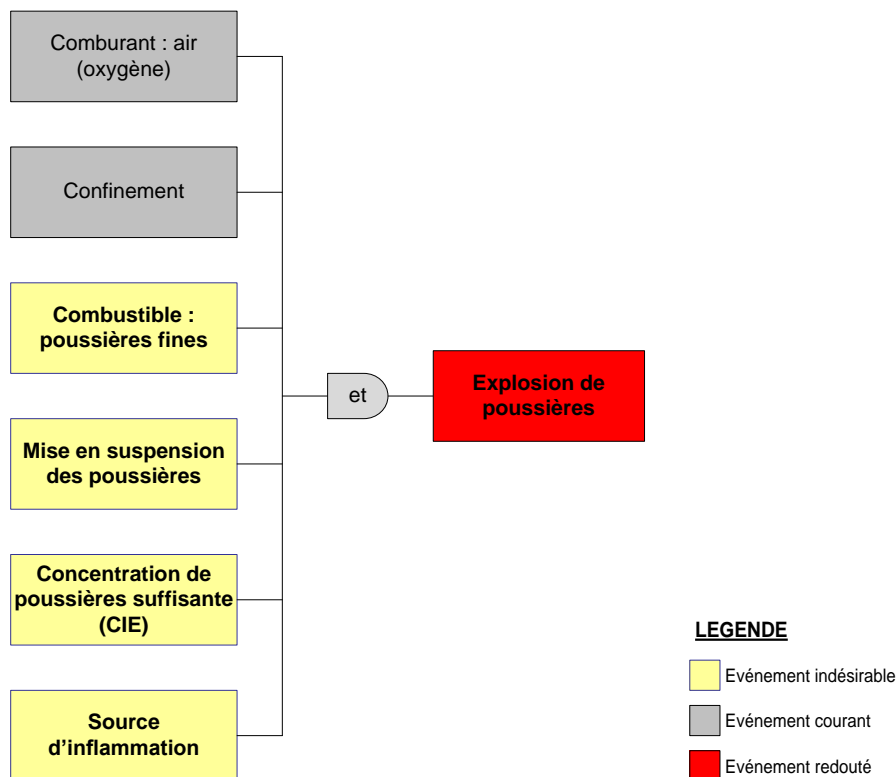 Comburant : air
(oxygène)
Confinement
Combustible :
poussières fines
Mise en suspension
des poussières
Concentration de
poussières suffisante
(CIE)
Source
d’inflammation
et
Explosion de
poussières
LEGENDE
Evénement indésirable
Evénement courant
Evénement redouté